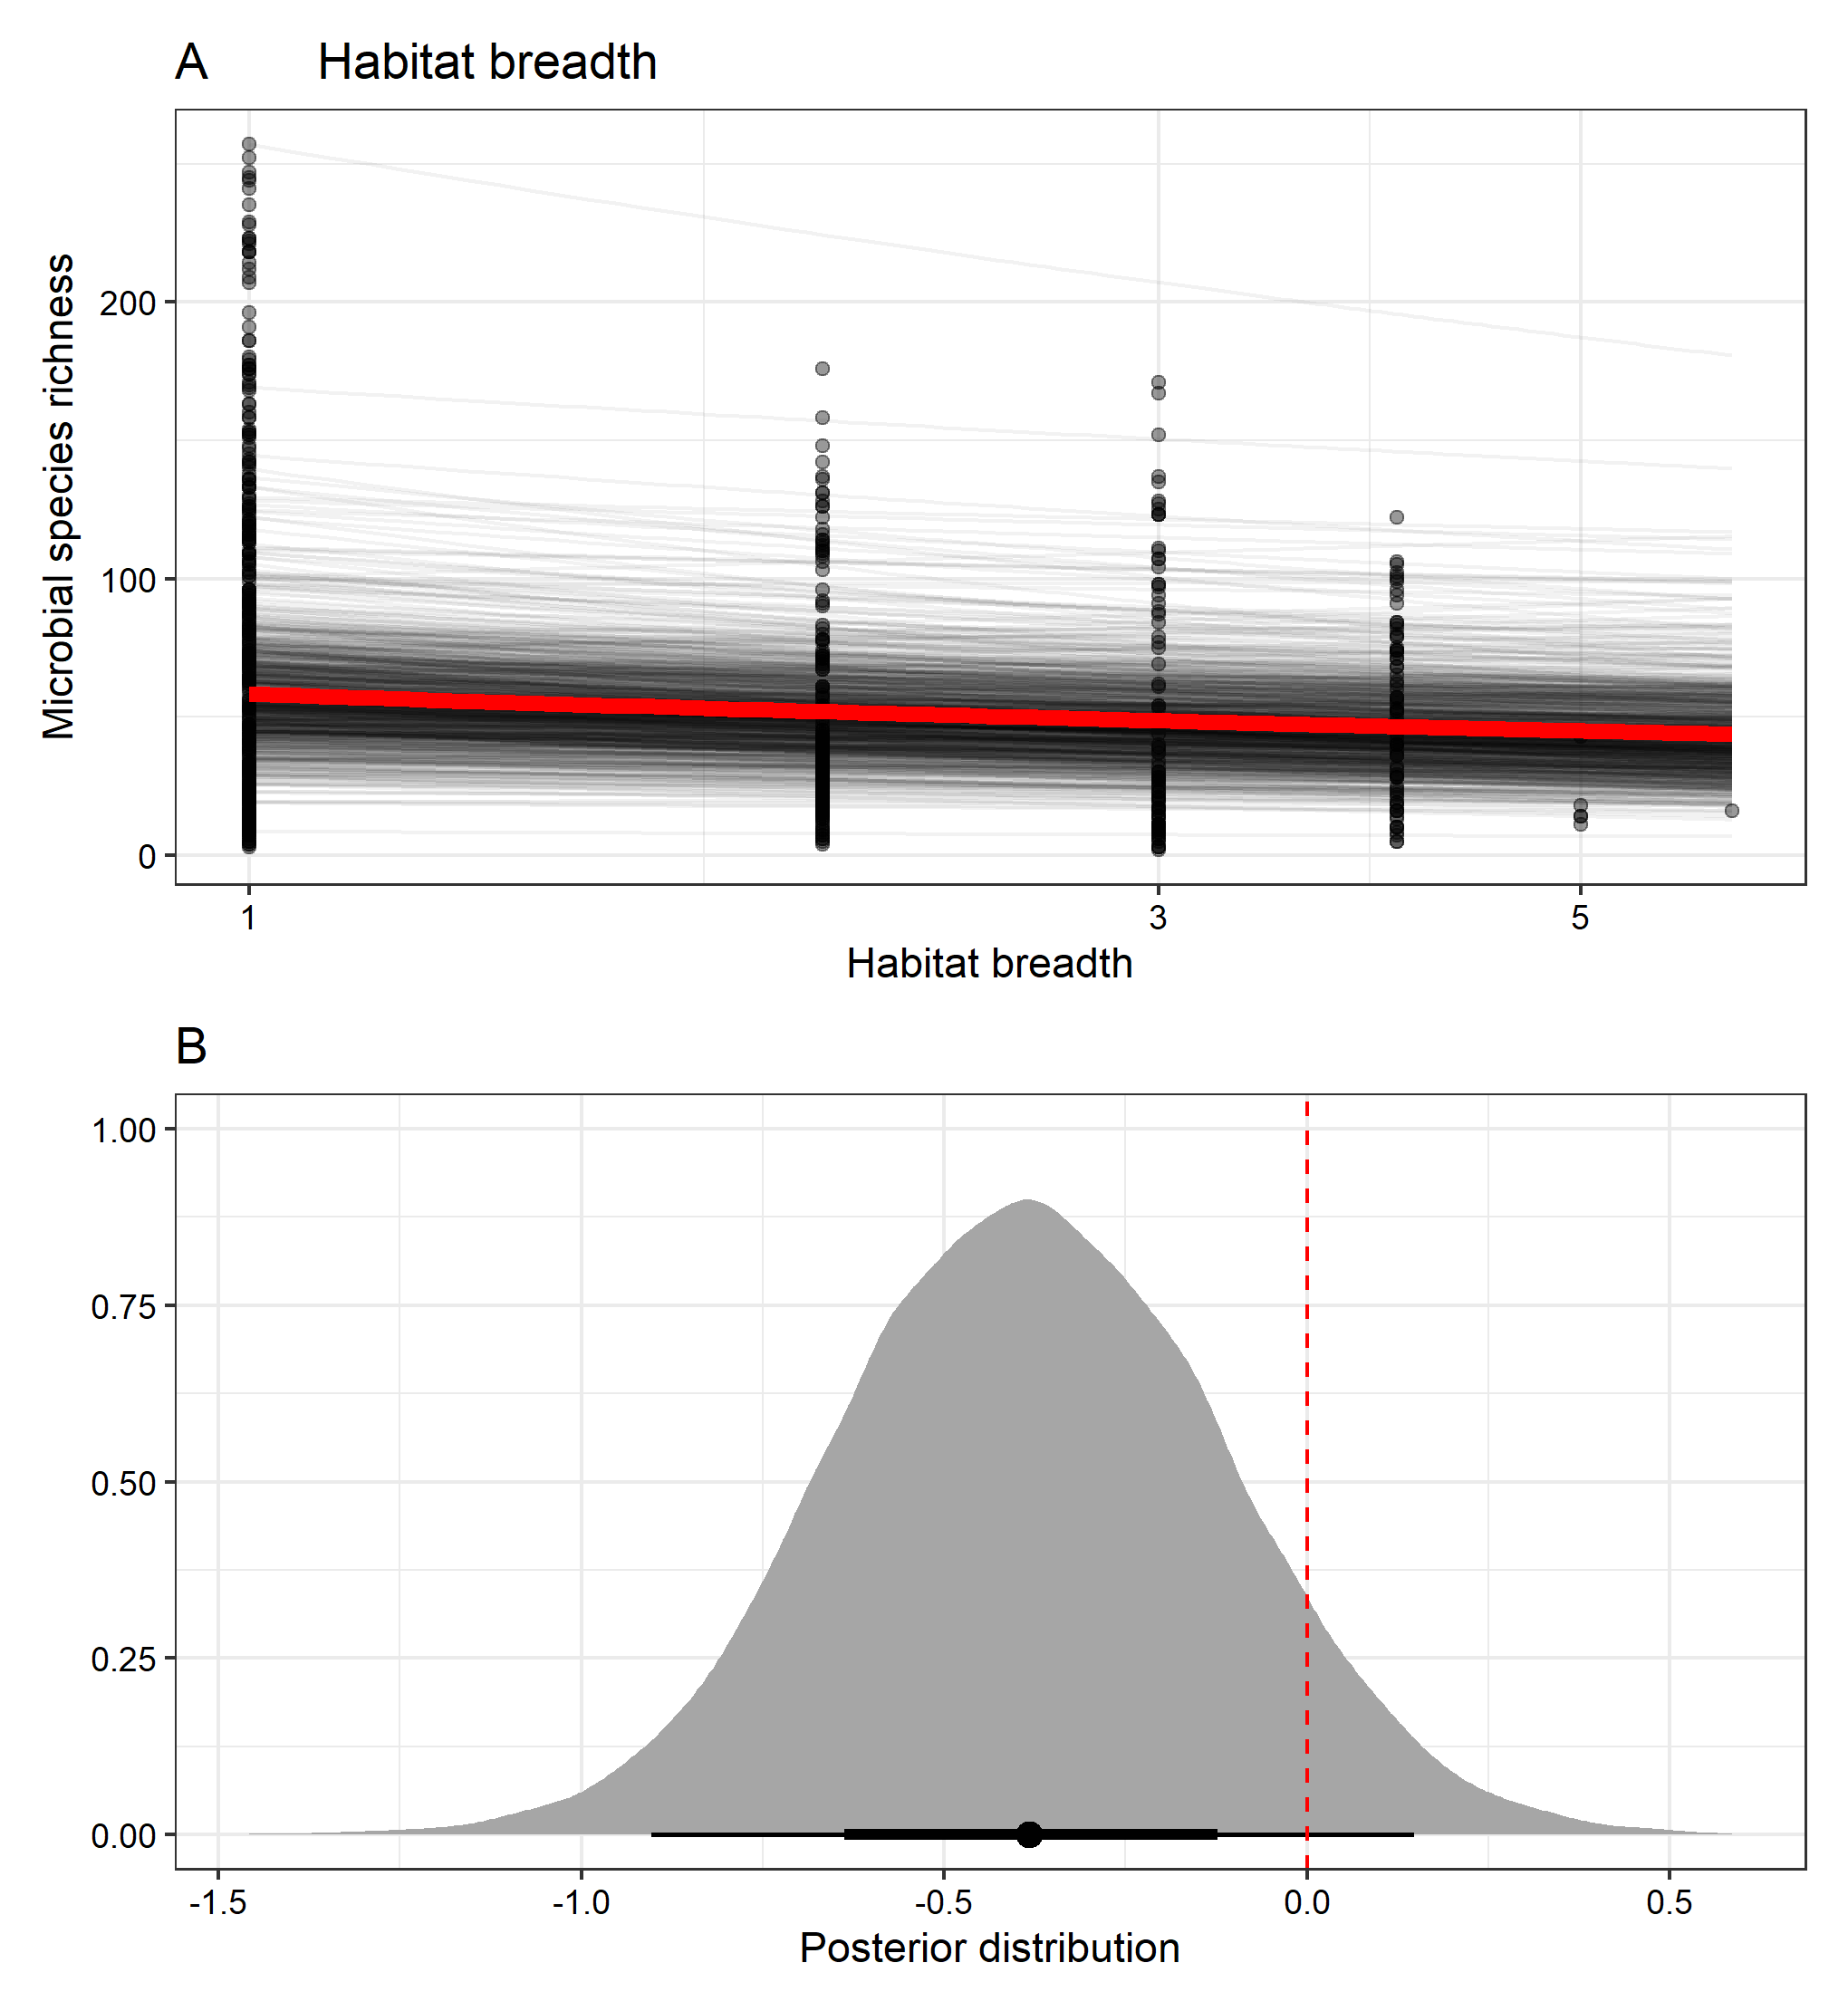 A Habitat breadth
Microbial species richness
200
100
0
1 3 5
Habitat breadth
B
1.00
0.75
0.50
0.25
0.00
-1.5 -1.0 -0.5 0.0 0.5
Posterior distribution